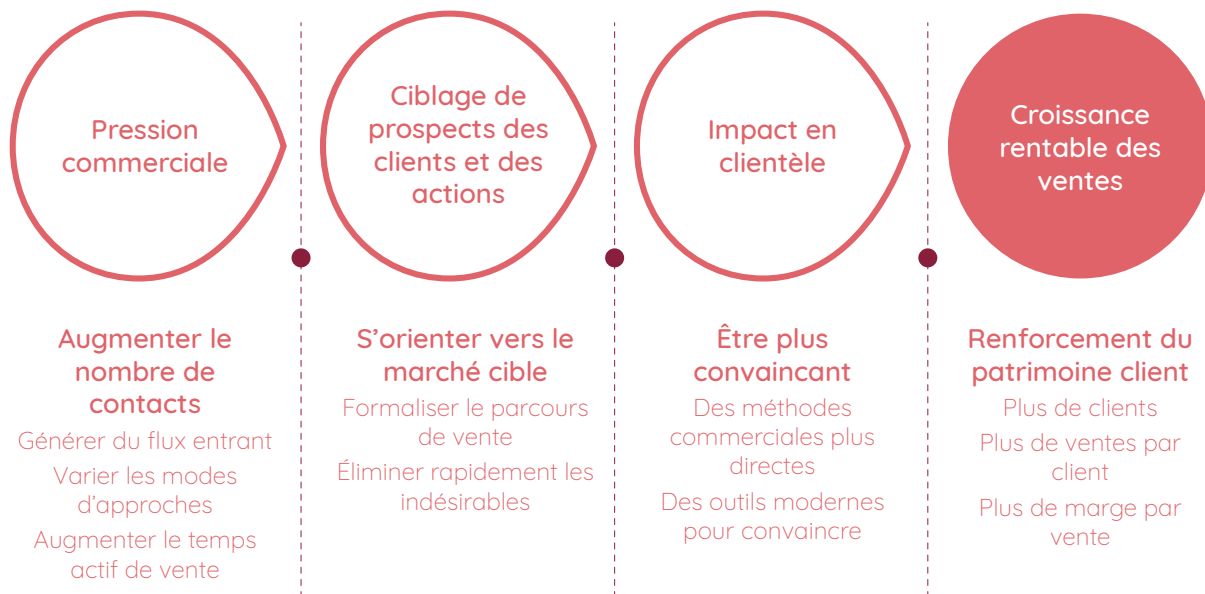 Pression
commerciale
Ciblage de
prospects des
clients et des
actions
Impact en
clientèle
Croissance
rentable des
ventes
Augmenter le
nombre de
contacts
Générer du flux entrant
Varier les modes
d’approches
Augmenter le temps
actif de vente
S’orienter vers le
marché cible
Formaliser le parcours
de vente
Éliminer rapidement les
indésirables
Être plus
convaincant
Des méthodes
commerciales plus
directes
Des outils modernes
pour convaincre
Renforcement du
patrimoine client
Plus de clients
Plus de ventes par
client
Plus de marge par
vente